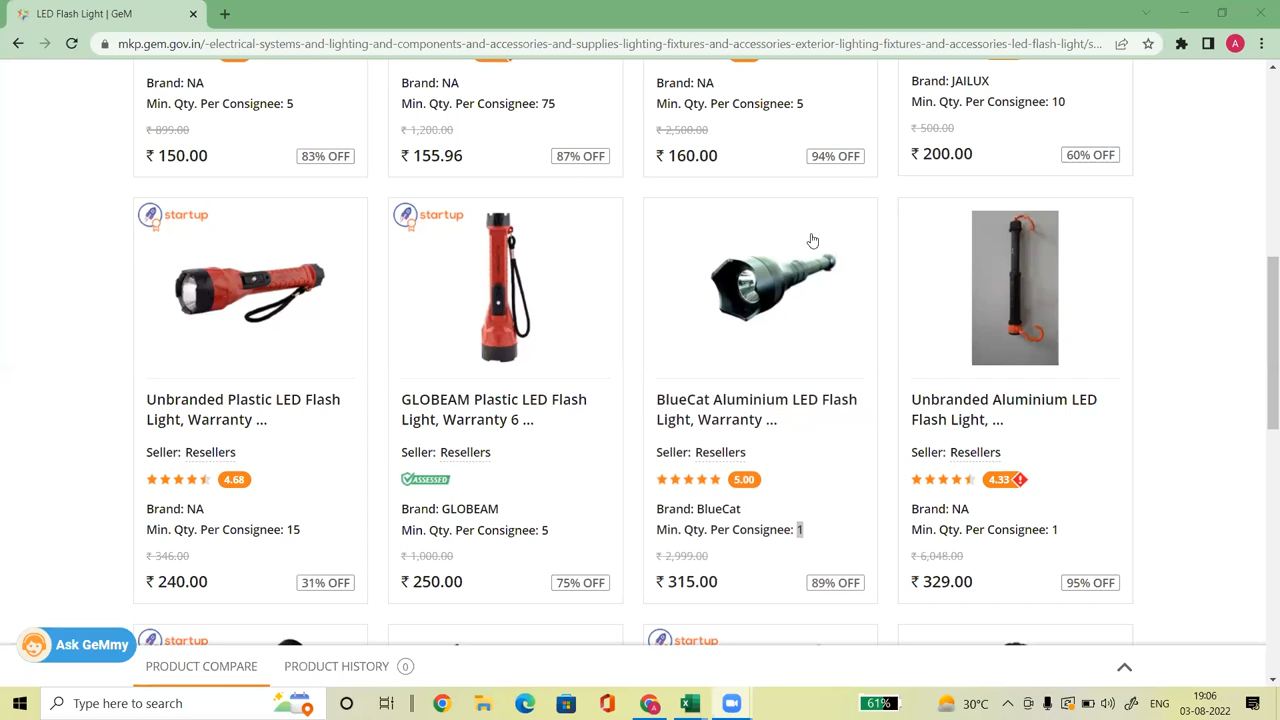 LED Flash Light | GeM
mkp.gem.gov.in/-electrical-systems-and-lighting-and-components-and-accessories-and-supplies-lighting-fixtures-and-accessories-exterior-lighting-fixtures-and-accessories-led-flash-light/s...
A
Brand: NA
Min. Qty. Per Consignee: 5
₹ 899.00
₹ 150.00
83% OFF
Brand: NA
Min. Qty. Per Consignee: 75
₹ 1,200.00
₹ 155.96
87% OFF
Brand: NA
Min. Qty. Per Consignee: 5
₹ 2,500.00
₹ 160.00
94% OFF
Brand: JAILUX
Min. Qty. Per Consignee: 10
₹ 500.00
₹ 200.00
60% OFF
startup
Unbranded Plastic LED Flash
Light, Warranty ...
Seller: Resellers
4.68
Brand: NA
Min. Qty. Per Consignee: 15
₹ 346.00
₹ 240.00
31% OFF
startup
GLOBEAM Plastic LED Flash
Light, Warranty 6 ...
Seller: Resellers
ASSESSED
Brand: GLOBEAM
Min. Qty. Per Consignee: 5
₹ 1,000.00
₹ 250.00
75% OFF
BlueCat Aluminium LED Flash
Light, Warranty ...
Seller: Resellers
5.00
Brand: BlueCat
Min. Qty. Per Consignee: 1
₹ 2,999.00
₹ 315.00
89% OFF
Unbranded Aluminium LED
Flash Light, ...
Seller: Resellers
4.33
Brand: NA
Min. Qty. Per Consignee: 1
₹ 6,048.00
₹ 329.00
95% OFF
startup
startup
Ask GeMmy
PRODUCT COMPARE
PRODUCT HISTORY 0
Type here to search
61%
30°C
ENG
19:06
03-08-2022